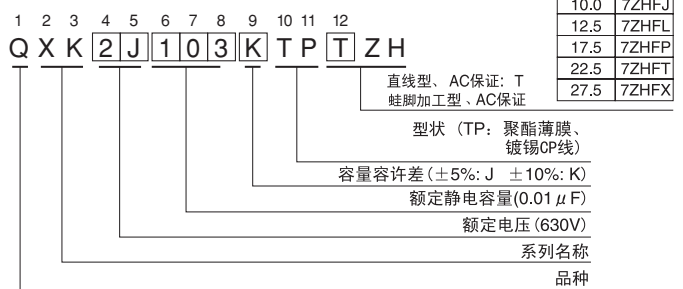 1 2 3 4 5 6 7 8 9 10 11 12
Q X K 2 J 1 0 3 K T P T Z H
10.0 7ZHFJ
12.5 7ZHFL
17.5 7ZHFP
22.5 7ZHFT
27.5 7ZHFX
直线型、AC保证: T
蛙脚加工型、AC保证
型状 (TP: 聚酯薄膜、
镀锡CP线)
容量容许差(±5%: J ±10%: K)
额定静电容量(0.01μF)
额定电压(630V)
系列名称
品种